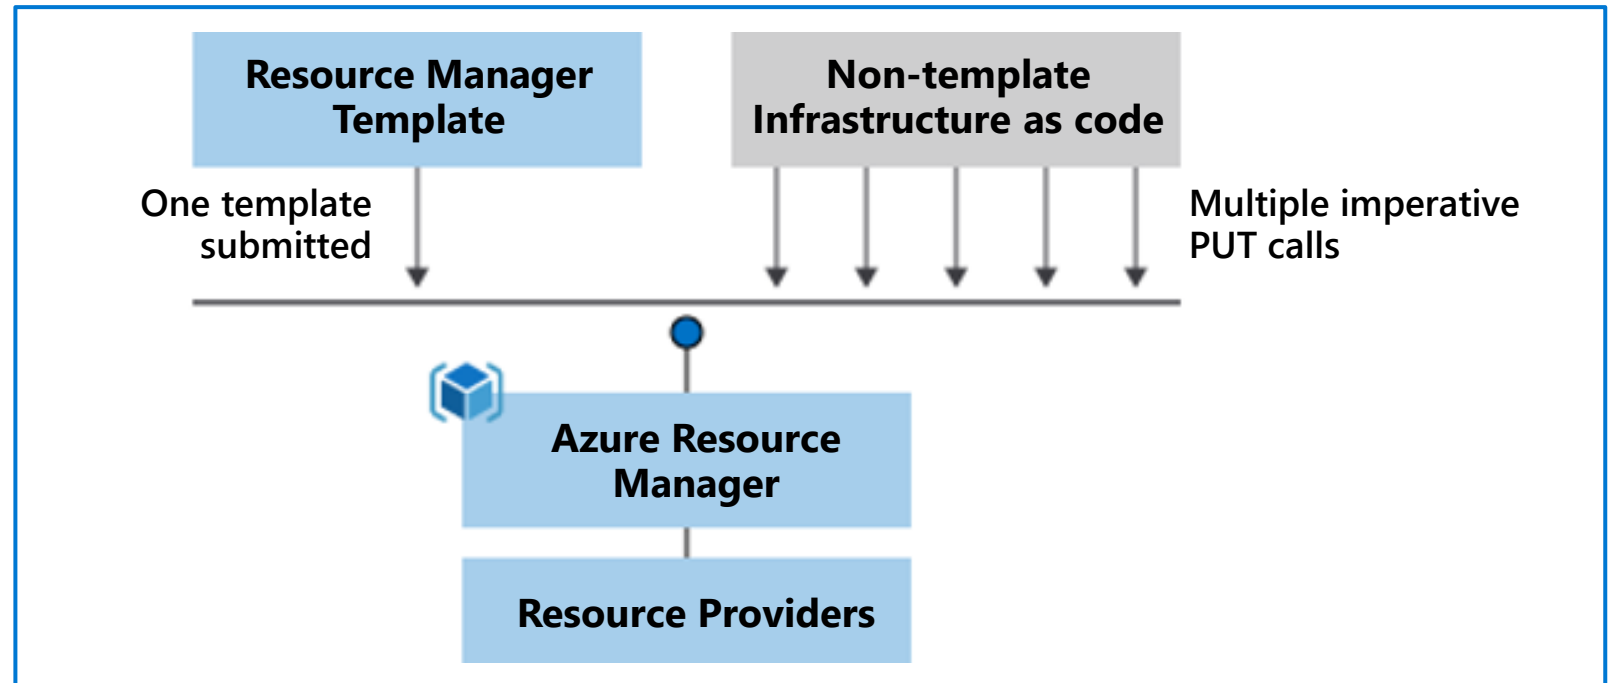 Resource Manager
Template
Non-template
Infrastructure as code
One template
submitted
Multiple imperative
PUT calls
Azure Resource
Manager
Resource Providers